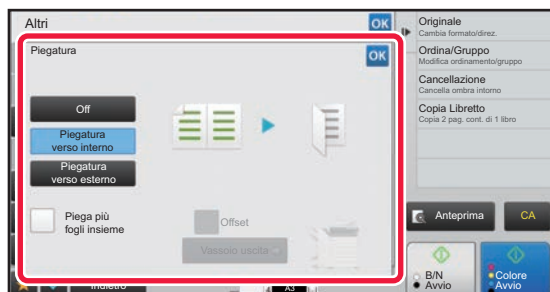 Altri
OK
Piegatura
OK
Off
Piegatura
verso interno
Piegatura
verso esterno
Piega più
fogli insieme
Offset
Vassoio uscita
Indietro
A3
Originale
Cambia formato/direz.
Ordina/Gruppo
Modifica ordinamento/gruppo
Cancellazione
Cancella ombra intorno
Copia Libretto
Copia 2 pag. cont. di 1 libro
Anteprima
CA
B/N
Avvio
Colore
Avvio